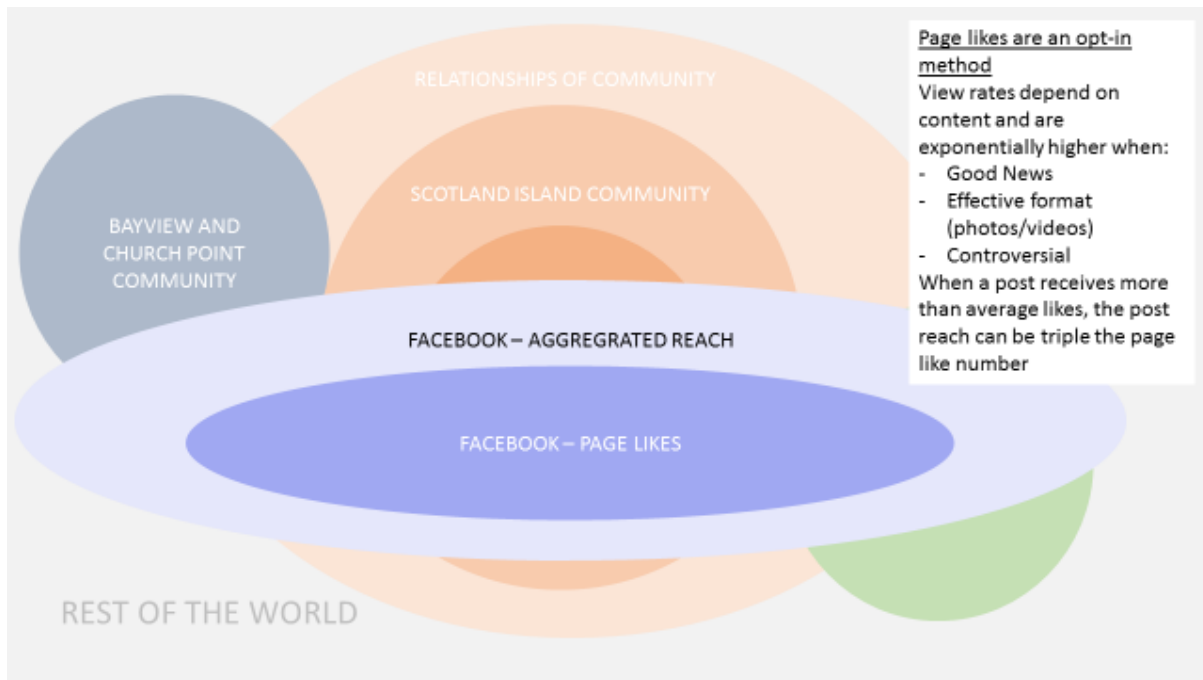 RELATIONSHIPS OF COMMUNITY
SCOTLAND ISLAND COMMUNITY
BAYVIEW AND
CHURCH POINT
COMMUNITY
FACEBOOK – AGGREGRATED REACH
FACEBOOK – PAGE LIKES
REST OF THE WORLD
Page likes are an opt-in
method
View rates depend on
content and are
exponentially higher when:
- Good News
- Effective format
(photos/videos)
- Controversial
When a post receives more
than average likes, the post
reach can be triple the page
like number